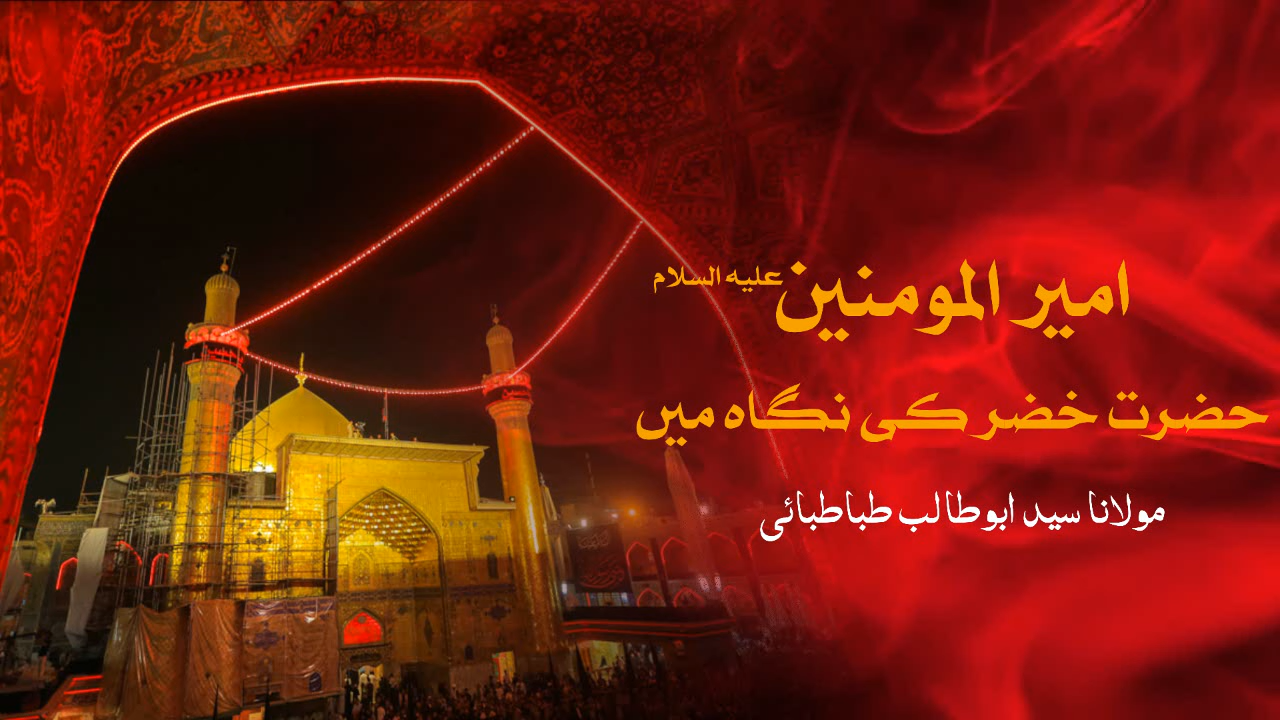 امیر المومنین علیہ السلام
حضرت خضر کی نگاہ میں
مولانا سید ابوطالب طباطبائی